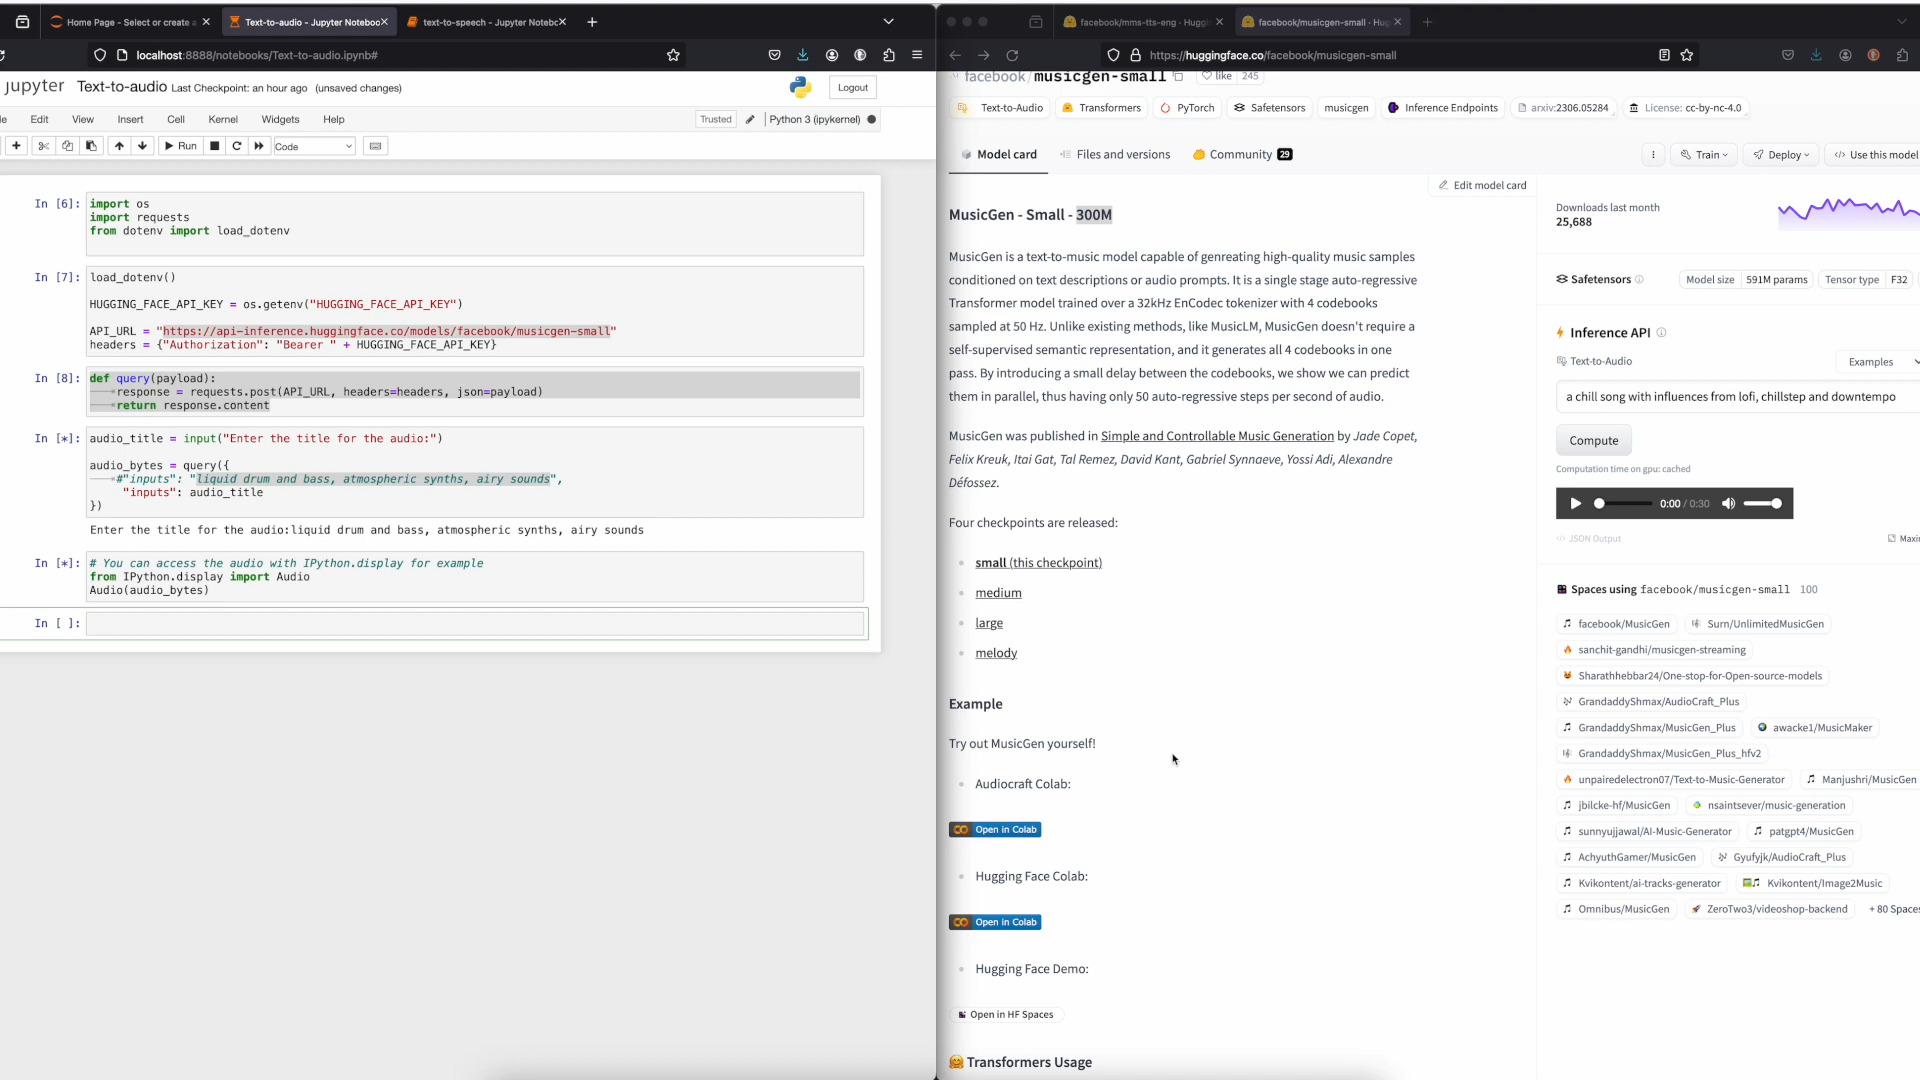 Home Page - Select or create a
Text-to-audio - Jupyter Noteboo
text-to-speech - Jupyter Noteb
localhost:8888/notebooks/Text-to-audio.ipynb#
jupyter Text-to-audio Last Checkpoint: an hour ago (unsaved changes)
Logout
Edit View Insert Cell Kernel Widgets Help
Trusted
Python 3 (ipykernel)
Run
Code
In [6]: import os
import requests
from dotenv import load_dotenv
In [7]: load_dotenv()
HUGGING_FACE_API_KEY = os.getenv("HUGGING_FACE_API_KEY")
API_URL = "https://api-inference.huggingface.co/models/facebook/musicgen-small"
headers = {"Authorization": "Bearer " + HUGGING_FACE_API_KEY}
In [8]: def query(payload):
response = requests.post(API_URL, headers=headers, json=payload)
return response.content
In [*]: audio_title = input("Enter the title for the audio:")
audio_bytes = query({
#"inputs": "liquid drum and bass, atmospheric synths, airy sounds",
"inputs": audio_title
})
Enter the title for the audio:liquid drum and bass, atmospheric synths, airy sounds
In [*]: # You can access the audio with IPython.display for example
from IPython.display import Audio
Audio(audio_bytes)
In [ ]:
facebook/mms-tts-eng · Huggi
facebook/musicgen-small · Hug
https://huggingface.co/facebook/musicgen-small
facebook/musicgen-small
like 245
Text-to-Audio
Transformers
PyTorch
Safetensors
musicgen
Inference Endpoints
arxiv:2306.05284
License: cc-by-nc-4.0
Model card
Files and versions
Community 29
Train
Deploy
Use this model
Edit model card
MusicGen - Small - 300M
MusicGen is a text-to-music model capable of genreating high-quality music samples
conditioned on text descriptions or audio prompts. It is a single stage auto-regressive
Transformer model trained over a 32kHz EnCodec tokenizer with 4 codebooks
sampled at 50 Hz. Unlike existing methods, like MusicLM, MusicGen doesn't require a
self-supervised semantic representation, and it generates all 4 codebooks in one
pass. By introducing a small delay between the codebooks, we show we can predict
them in parallel, thus having only 50 auto-regressive steps per second of audio.
MusicGen was published in Simple and Controllable Music Generation by Jade Copet,
Felix Kreuk, Itai Gat, Tal Remez, David Kant, Gabriel Synnaeve, Yossi Adi, Alexandre
Défossez.
Four checkpoints are released:
small (this checkpoint)
medium
large
melody
Example
Try out MusicGen yourself!
Audiocraft Colab:
Open in Colab
Hugging Face Colab:
Open in Colab
Hugging Face Demo:
Open in HF Spaces
Transformers Usage
Downloads last month
25,688
Safetensors
Model size 591M params
Tensor type F32
Inference API
Text-to-Audio
Examples
a chill song with influences from lofi, chillstep and downtempo
Compute
Computation time on gpu: cached
0:00 / 0:30
JSON Output
Maxi
Spaces using facebook/musicgen-small 100
facebook/MusicGen
Surn/UnlimitedMusicGen
sanchit-gandhi/musicgen-streaming
Sharathhebbar24/One-stop-for-Open-source-models
GrandaddyShmax/AudioCraft_Plus
GrandaddyShmax/MusicGen_Plus
awacke1/MusicMaker
GrandaddyShmax/MusicGen_Plus_hfv2
unpairedelectron07/Text-to-Music-Generator
Manjushri/MusicGen
jbilcke-hf/MusicGen
nsaintsever/music-generation
sunnyujjawal/AI-Music-Generator
patgpt4/MusicGen
AchyuthGamer/MusicGen
Gyufyjk/AudioCraft_Plus
Kvikontent/ai-tracks-generator
Kvikontent/Image2Music
Omnibus/MusicGen
ZeroTwo3/videoshop-backend
+ 80 Spaces